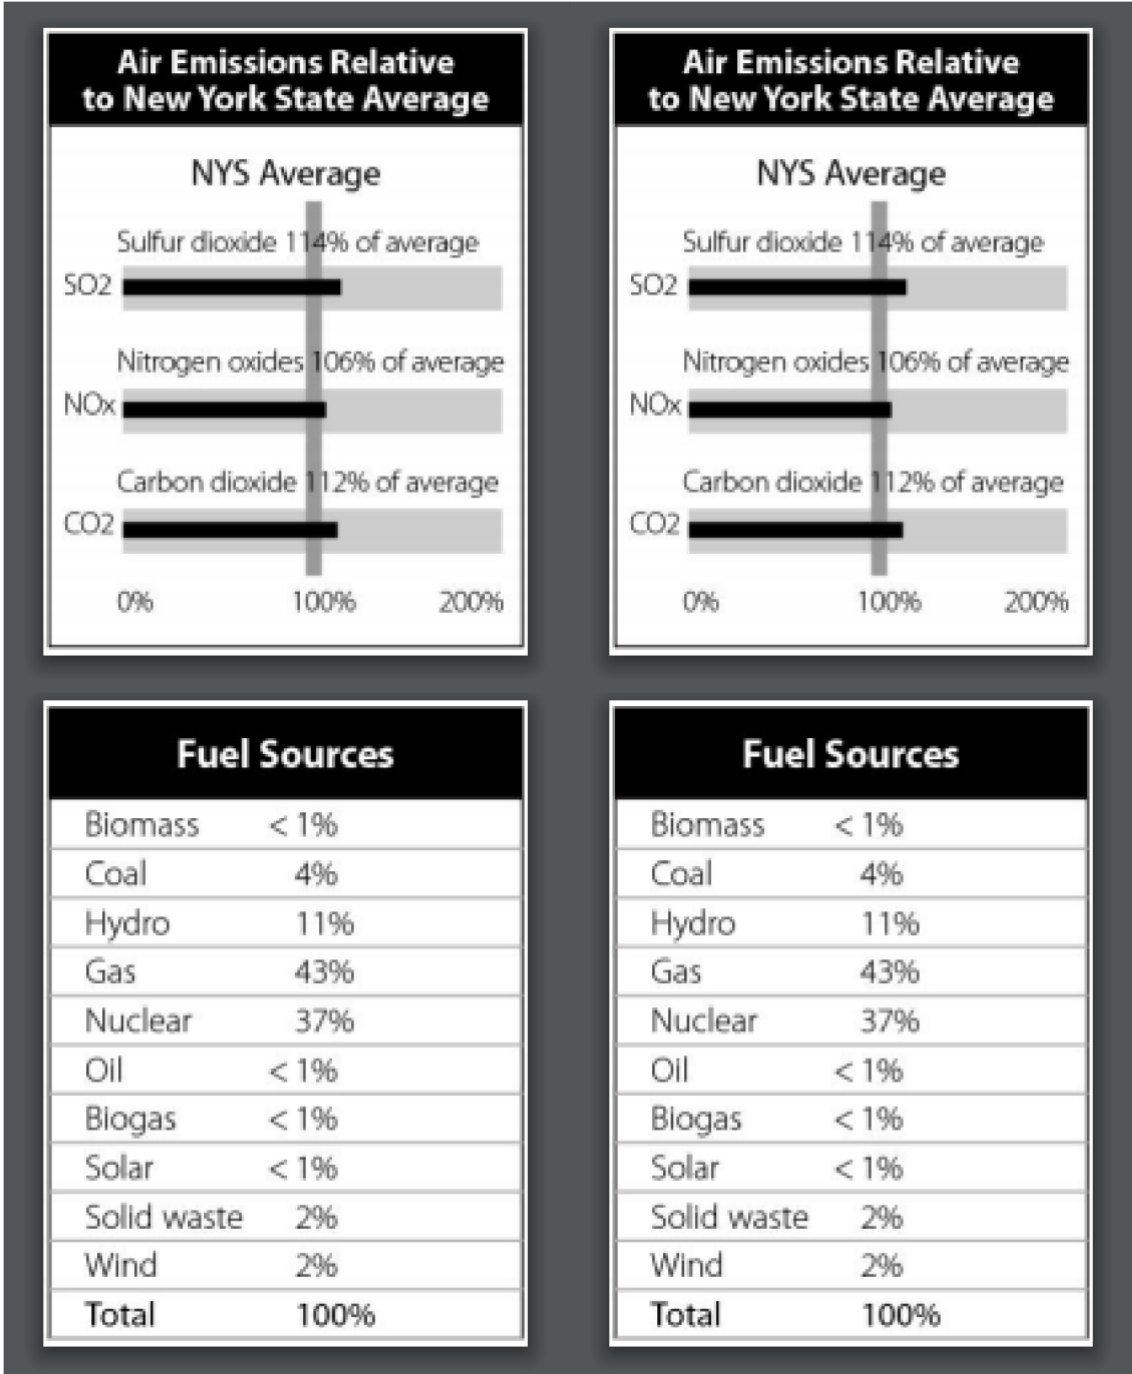 Air Emissions Relative
to New York State Average
NYS Average
Sulfur dioxide 114% of average
SO2
Nitrogen oxides 106% of average
NOx
Carbon dioxide 112% of average
CO2
0% 100% 200%
Air Emissions Relative
to New York State Average
NYS Average
Sulfur dioxide 114% of average
SO2
Nitrogen oxides 106% of average
NOx
Carbon dioxide 112% of average
CO2
0% 100% 200%
Fuel Sources
Biomass < 1%
Coal 4%
Hydro 11%
Gas 43%
Nuclear 37%
Oil < 1%
Biogas < 1%
Solar < 1%
Solid waste 2%
Wind 2%
Total 100%
Fuel Sources
Biomass < 1%
Coal 4%
Hydro 11%
Gas 43%
Nuclear 37%
Oil < 1%
Biogas < 1%
Solar < 1%
Solid waste 2%
Wind 2%
Total 100%